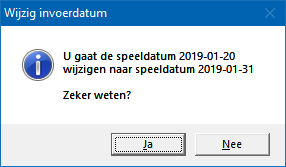 Wijzig invoerdatum
U gaat de speeldatum 2019-01-20
wijzigen naar speeldatum 2019-01-31
Zeker weten?
Ja
Nee